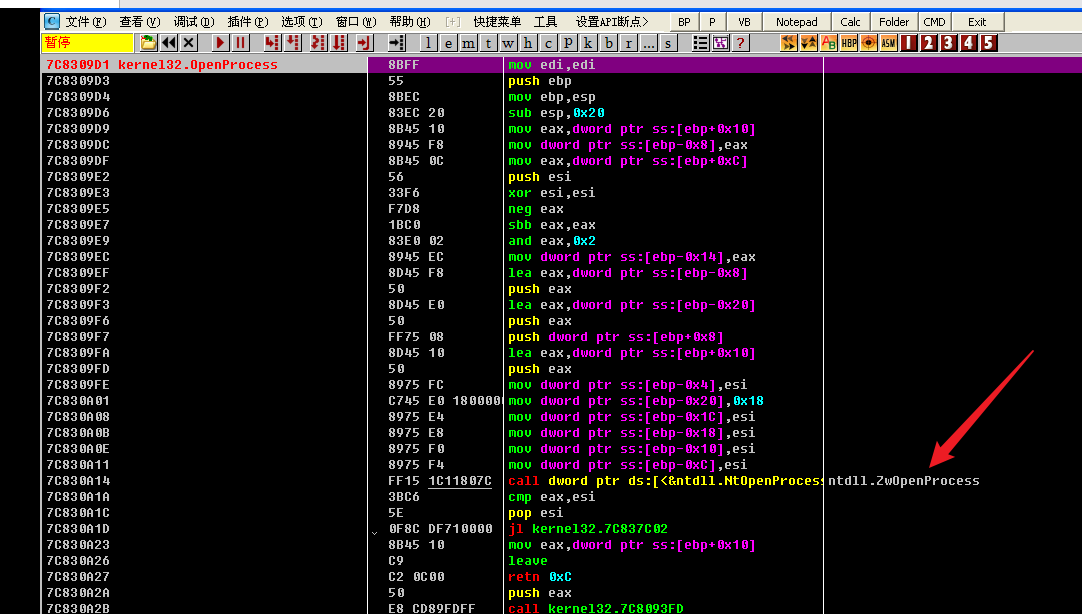 C 文件(F) 查看(V) 调试(D) 插件(P) 选项(T) 窗口(W) 帮助(H) [+] 快捷菜单 工具 设置API断点> BP P VB Notepad Calc Folder CMD Exit
暂停 l e m t w h c P k b r ... s ? AB HBP ASM 1 2 3 4 5
7C8309D1 kernel32.OpenProcess 8BFF mov edi,edi
7C8309D3 55 push ebp
7C8309D4 8BEC mov ebp,esp
7C8309D6 83EC 20 sub esp,0x20
7C8309D9 8B45 10 mov eax,dword ptr ss:[ebp+0x10]
7C8309DC 8945 F8 mov dword ptr ss:[ebp-0x8],eax
7C8309DF 8B45 0C mov eax,dword ptr ss:[ebp+0xC]
7C8309E2 56 push esi
7C8309E3 33F6 xor esi,esi
7C8309E5 F7D8 neg eax
7C8309E7 1BC0 sbb eax,eax
7C8309E9 83E0 02 and eax,0x2
7C8309EC 8945 EC mov dword ptr ss:[ebp-0x14],eax
7C8309EF 8D45 F8 lea eax,dword ptr ss:[ebp-0x8]
7C8309F2 50 push eax
7C8309F3 8D45 E0 lea eax,dword ptr ss:[ebp-0x20]
7C8309F6 50 push eax
7C8309F7 FF75 08 push dword ptr ss:[ebp+0x8]
7C8309FA 8D45 10 lea eax,dword ptr ss:[ebp+0x10]
7C8309FD 50 push eax
7C8309FE 8975 FC mov dword ptr ss:[ebp-0x4],esi
7C830A01 C745 E0 180000 mov dword ptr ss:[ebp-0x20],0x18
7C830A08 8975 E4 mov dword ptr ss:[ebp-0x1C],esi
7C830A0B 8975 E8 mov dword ptr ss:[ebp-0x18],esi
7C830A0E 8975 F0 mov dword ptr ss:[ebp-0x10],esi
7C830A11 8975 F4 mov dword ptr ss:[ebp-0xC],esi
7C830A14 FF15 1C11807C call dword ptr ds:[<&ntdll.NtOpenProcess ntdll.ZwOpenProcess
7C830A1A 3BC6 cmp eax,esi
7C830A1C 5E pop esi
7C830A1D 0F8C DF710000 jl kernel32.7C837C02
7C830A23 8B45 10 mov eax,dword ptr ss:[ebp+0x10]
7C830A26 C9 leave
7C830A27 C2 0C00 retn 0xC
7C830A2A 50 push eax
7C830A2B E8 CD89FDFF call kernel32.7C8093FD